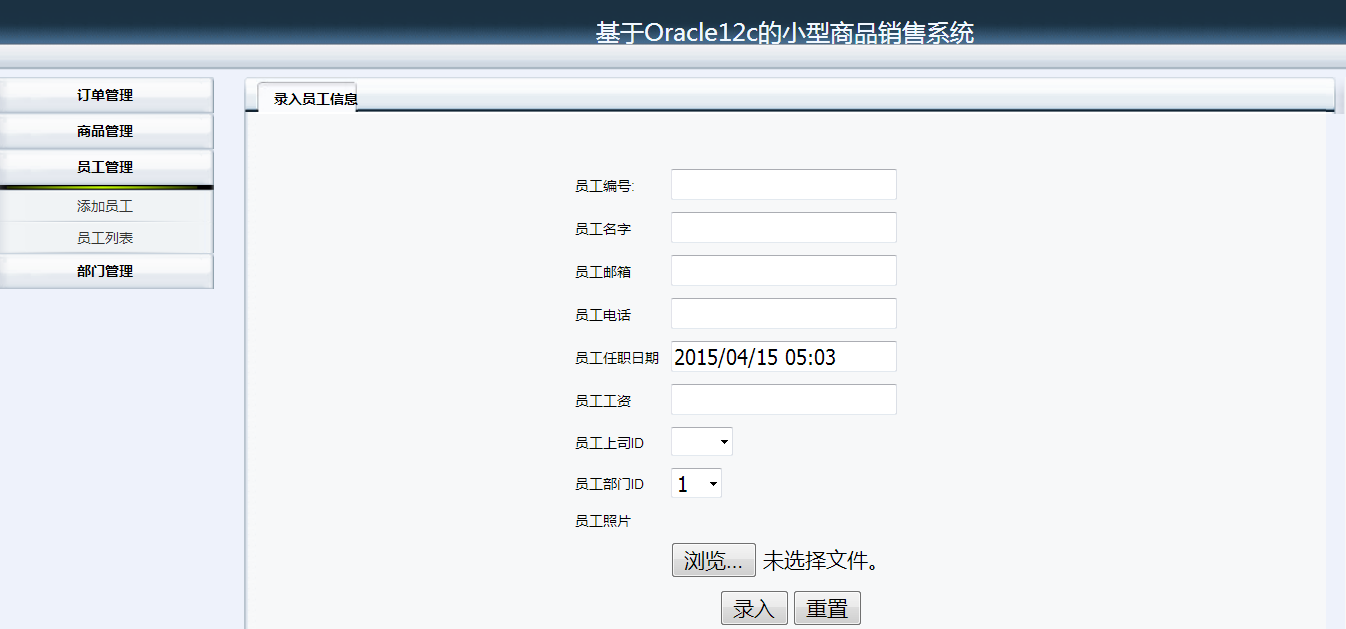 基于Oracle12c的小型商品销售系统
订单管理
商品管理
员工管理
添加员工
员工列表
部门管理
录入员工信息
员工编号:
员工名字
员工邮箱
员工电话
员工任职日期 2015/04/15 05:03
员工工资
员工上司ID
员工部门ID 1
员工照片
浏览... 未选择文件。
录入 重置